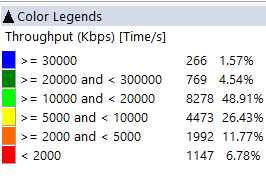 Color Legends
Throughput (Kbps) [Time/s]
>= 30000 266 1.57%
>= 20000 and < 300000 769 4.54%
>= 10000 and < 20000 8278 48.91%
>= 5000 and < 10000 4473 26.43%
>= 2000 and < 5000 1992 11.77%
< 2000 1147 6.78%